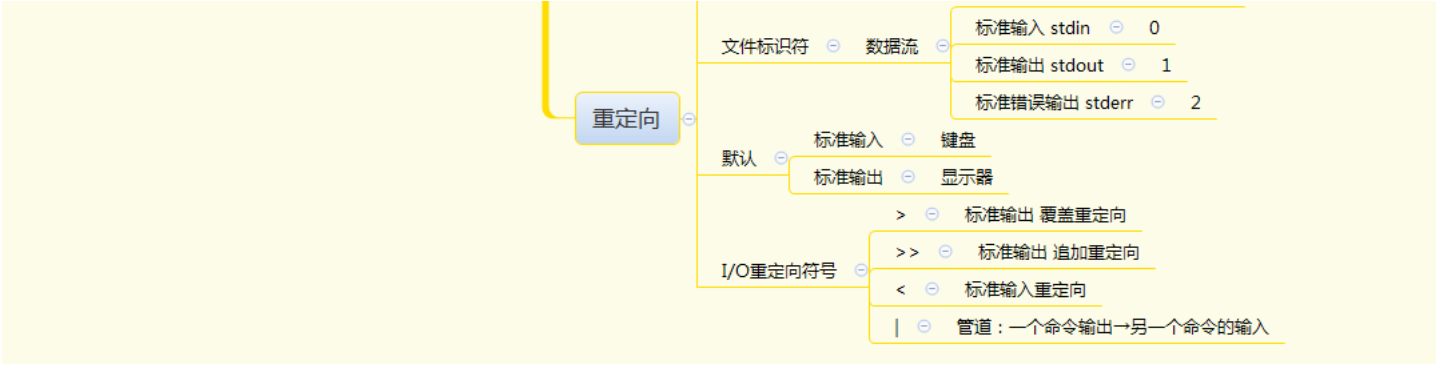 标准输入 stdin 0
文件标识符 数据流
标准输出 stdout 1
标准错误输出 stderr 2
重定向
标准输入 键盘
默认
标准输出 显示器
> 标准输出 覆盖重定向
>> 标准输出 追加重定向
I/O重定向符号
< 标准输入重定向
| 管道：一个命令输出→另一个命令的输入